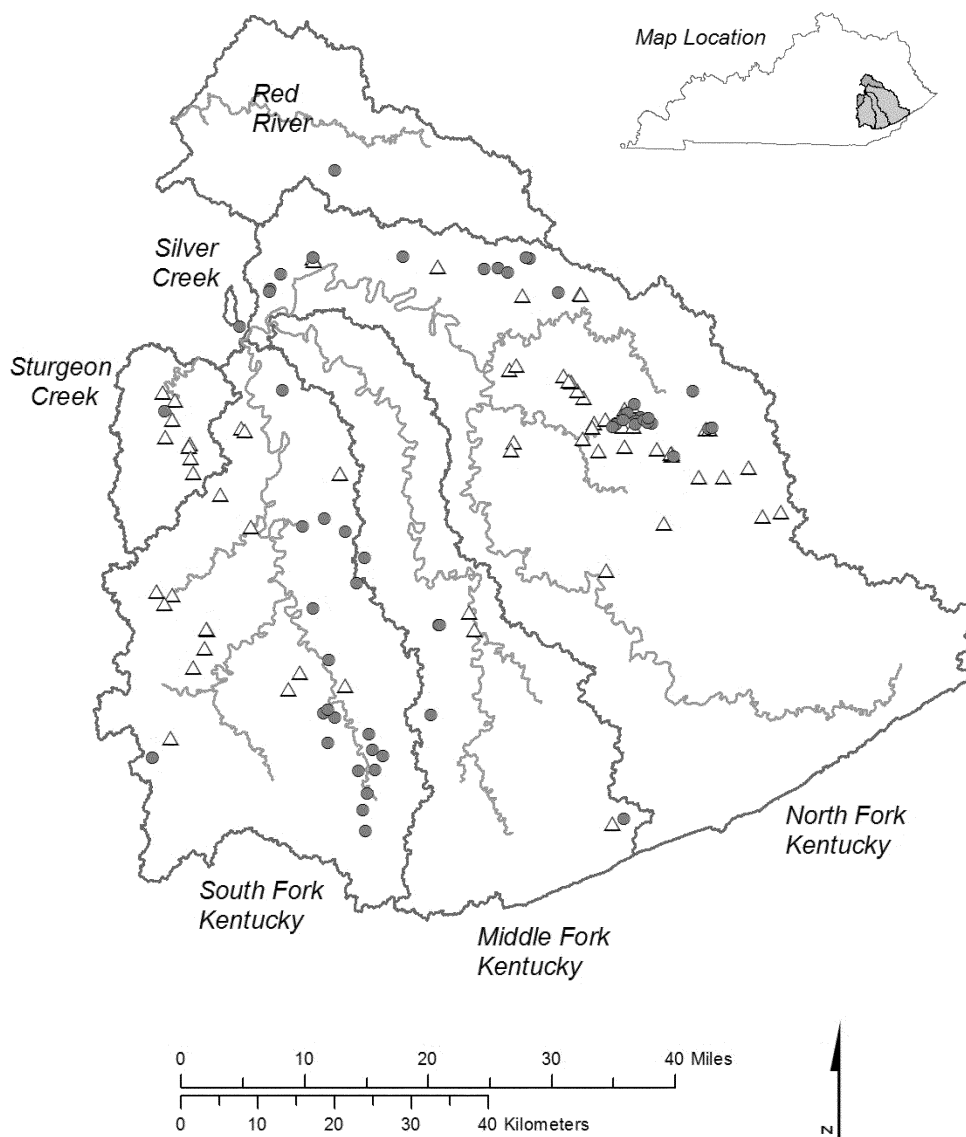 Map Location
Red
River
Silver
Creek
Sturgeon
Creek
North Fork
Kentucky
South Fork
Kentucky
Middle Fork
Kentucky
0 10 20 30 40 Miles
0 10 20 30 40 Kilometers
N